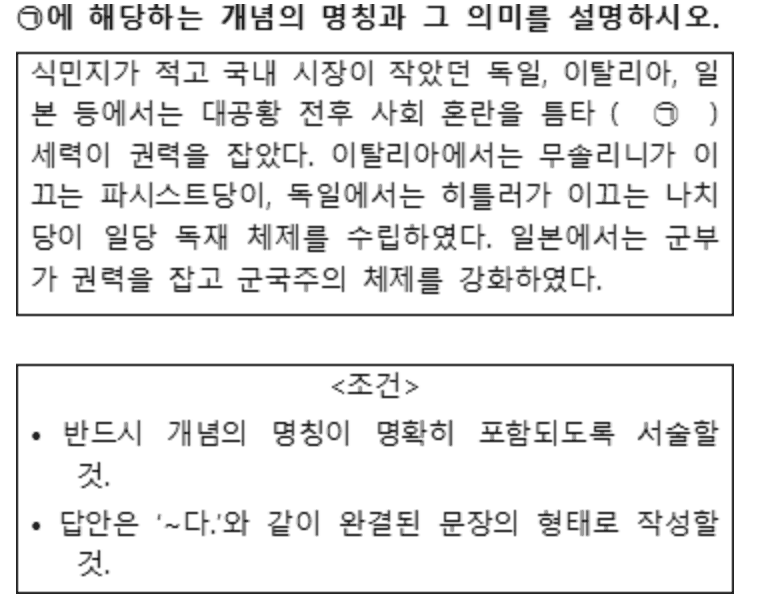 ㉠에 해당하는 개념의 명칭과 그 의미를 설명하시오.
식민지가 적고 국내 시장이 작았던 독일, 이탈리아, 일
본 등에서는 대공황 전후 사회 혼란을 틈타 ( ㉠ )
세력이 권력을 잡았다. 이탈리아에서는 무솔리니가 이
끄는 파시스트당이, 독일에서는 히틀러가 이끄는 나치
당이 일당 독재 체제를 수립하였다. 일본에서는 군부
가 권력을 잡고 군국주의 체제를 강화하였다.
<조건>
• 반드시 개념의 명칭이 명확히 포함되도록 서술할
것.
• 답안은 '~다.'와 같이 완결된 문장의 형태로 작성할
것.